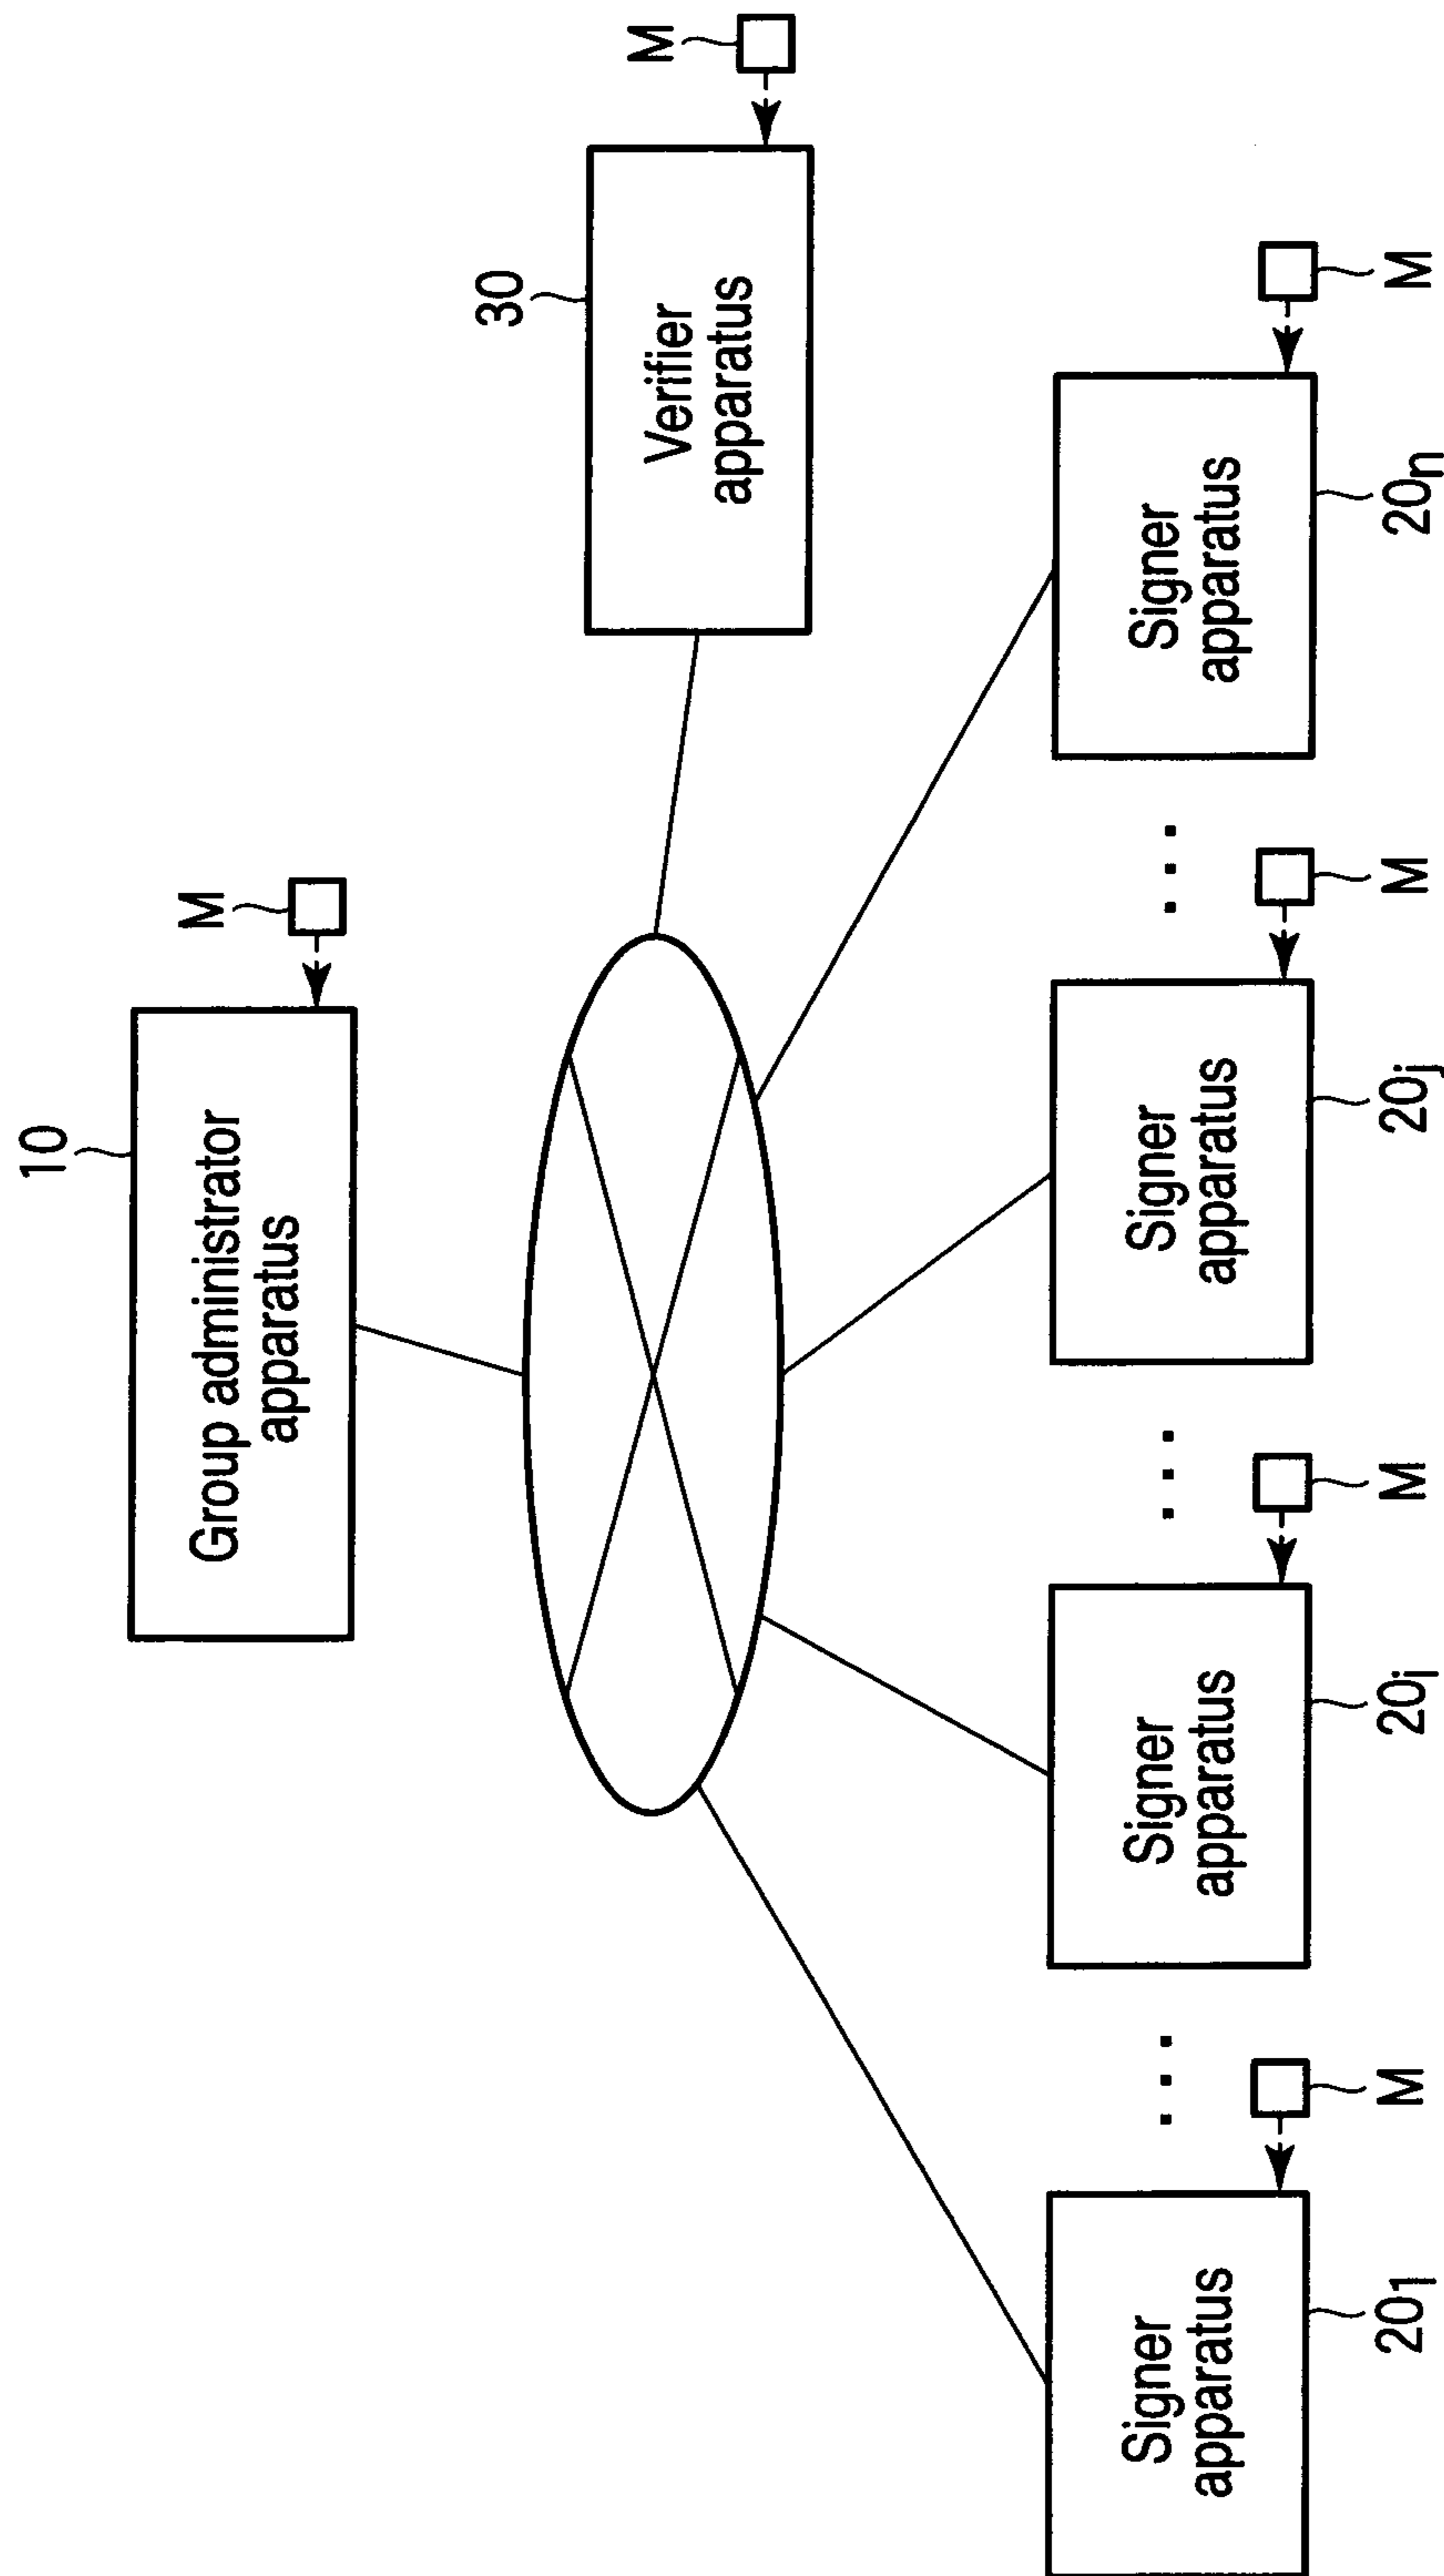 10
M
Group administrator
apparatus
30
M
Verifier
apparatus
Signer
apparatus
20₁
M
. . .
Signer
apparatus
20ᵢ
M
. . .
Signer
apparatus
20ⱼ
M
. . .
Signer
apparatus
20ₙ
M